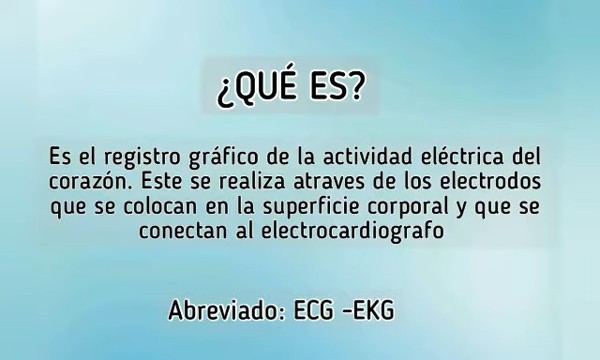 ¿QUÉ ES?
Es el registro gráfico de la actividad eléctrica del
corazón. Este se realiza atraves de los electrodos
que se colocan en la superficie corporal y que se
conectan al electrocardiografo
Abreviado: ECG -EKG